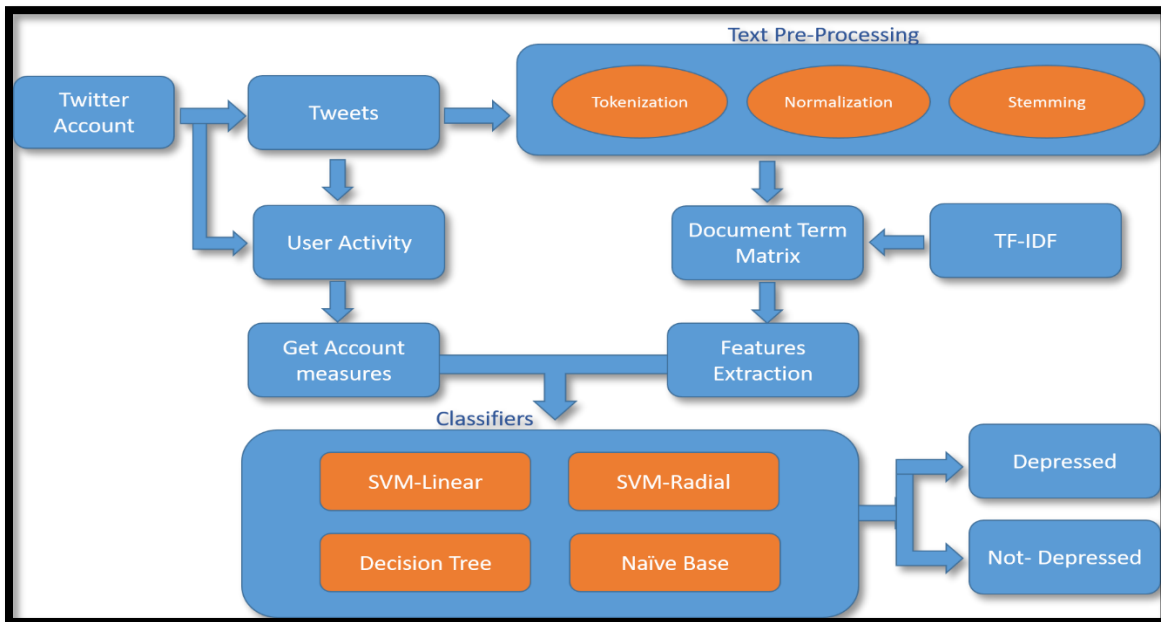 Text Pre-Processing
Twitter
Account
Tweets
Tokenization
Normalization
Stemming
User Activity
Document Term
Matrix
TF-IDF
Get Account
measures
Features
Extraction
Classifiers
SVM-Linear
SVM-Radial
Decision Tree
Naïve Base
Depressed
Not- Depressed